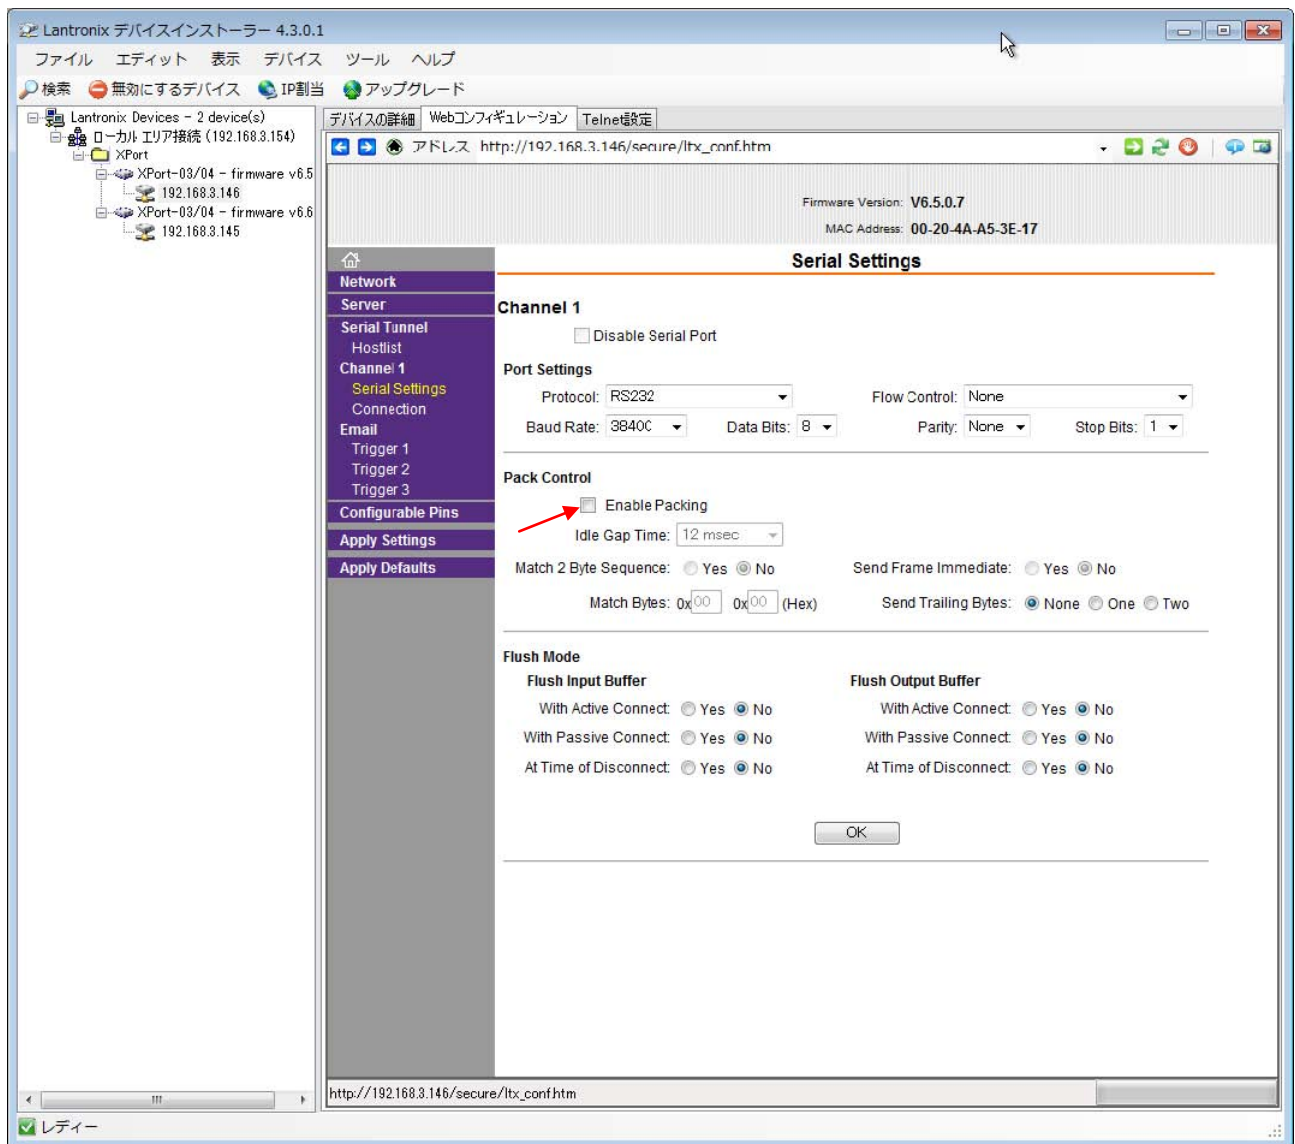 Lantronix デバイスインストーラー 4.3.0.1
ファイル エディット 表示 デバイス ツール ヘルプ
検索 無効にするデバイス IP割当 アップグレード
Lantronix Devices - 2 device(s)
ローカル エリア接続 (192.168.3.154)
XPort
XPort-03/04 - firmware v6.5
192.168.3.146
XPort-03/04 - firmware v6.6
192.168.3.145
デバイスの詳細 Webコンフィギュレーション Telnet設定
アドレス http://192.168.3.146/secure/ltx_conf.htm
Firmware Version: V6.5.0.7
MAC Address: 00-20-4A-A5-3E-17
Network
Server
Serial Tunnel
Hostlist
Channel 1
Serial Settings
Connection
Email
Trigger 1
Trigger 2
Trigger 3
Configurable Pins
Apply Settings
Apply Defaults
Serial Settings
Channel 1
Disable Serial Port
Port Settings
Protocol: RS232 Flow Control: None
Baud Rate: 38400 Data Bits: 8 Parity: None Stop Bits: 1
Pack Control
Enable Packing
Idle Gap Time: 12 msec
Match 2 Byte Sequence: Yes No Send Frame Immediate: Yes No
Match Bytes: 0x00 0x00 (Hex) Send Trailing Bytes: None One Two
Flush Mode
Flush Input Buffer Flush Output Buffer
With Active Connect: Yes No With Active Connect: Yes No
With Passive Connect: Yes No With Passive Connect: Yes No
At Time of Disconnect: Yes No At Time of Disconnect: Yes No
OK
http://192.168.3.146/secure/ltx_conf.htm
レディー